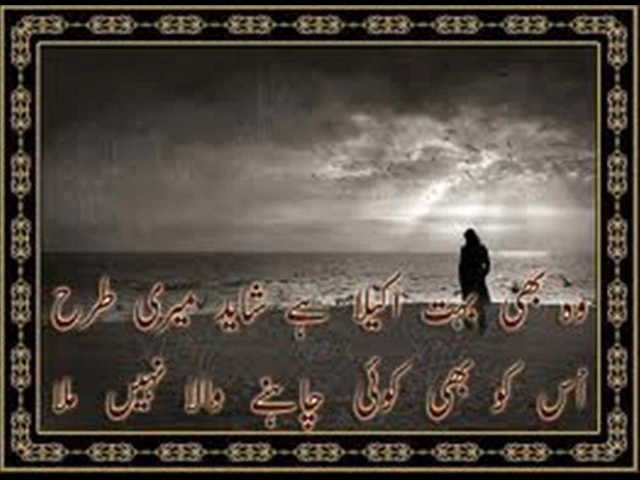 وہ بھی بہت اکیلا ہے شاید میری طرح
اُس کو بھی کوئی چاہنے والا نہیں ملا